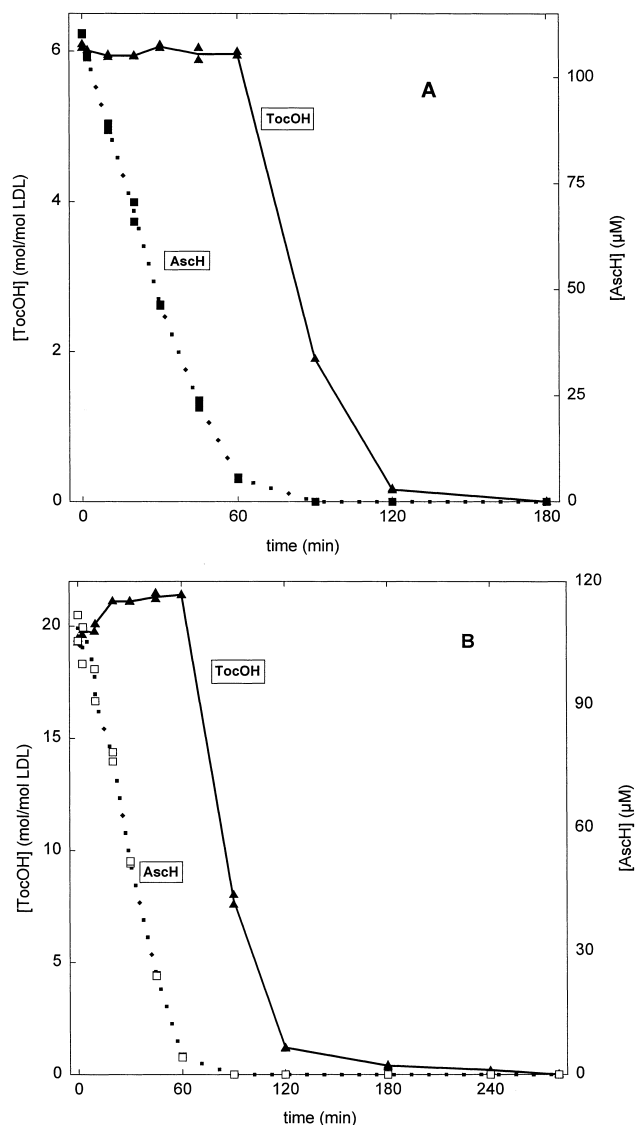 A
TocOH
AscH
[TocOH] (mol/mol LDL)
[AscH] (µM)
6
4
2
0
100
75
50
25
0
0
60
120
180
time (min)
B
TocOH
AscH
[TocOH] (mol/mol LDL)
[AscH] (µM)
20
15
10
5
0
120
90
60
30
0
0
60
120
180
240
time (min)